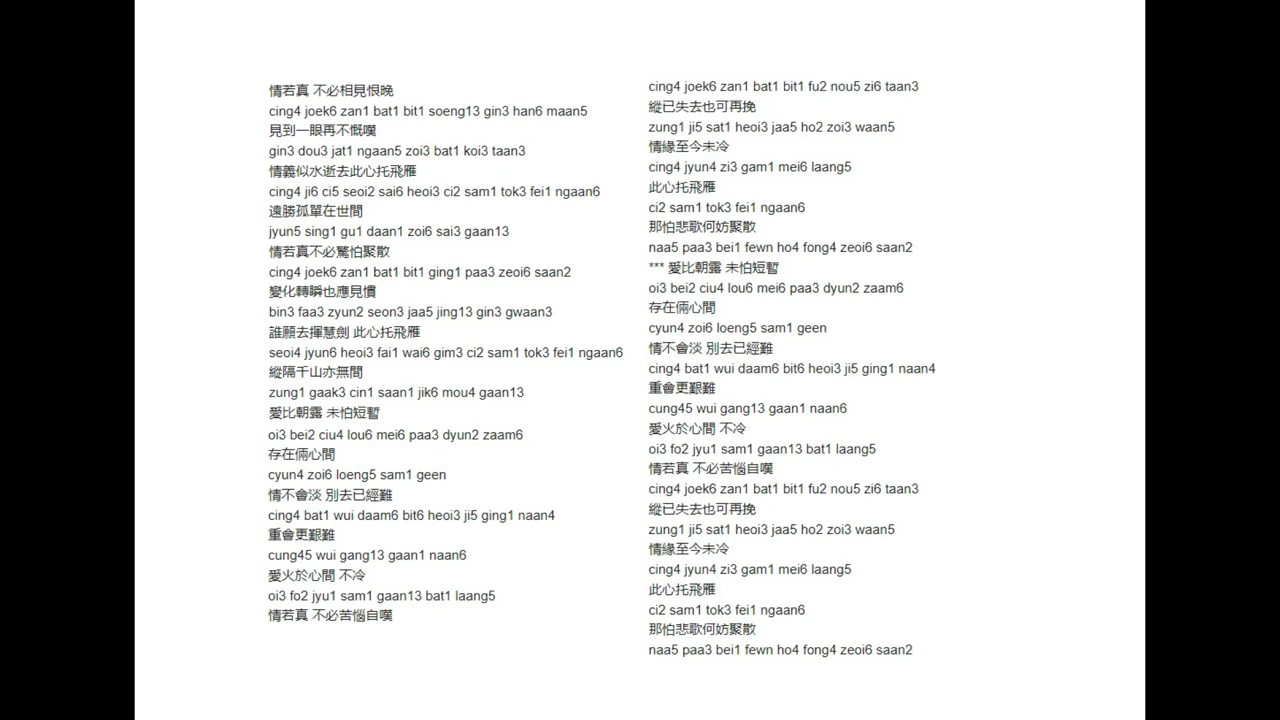 情若真 不必相見恨晚
cing4 joek6 zan1 bat1 bit1 soeng13 gin3 han6 maan5
見到一眼再不慨嘆
gin3 dou3 jat1 ngaan5 zoi3 bat1 koi3 taan3
情義似水逝去此心托飛雁
cing4 ji6 ci5 seoi2 sai6 heoi3 ci2 sam1 tok3 fei1 ngaan6
遠勝孤單在世間
jyun5 sing1 gu1 daan1 zoi6 sai3 gaan13
情若真不必驚怕聚散
cing4 joek6 zan1 bat1 bit1 ging1 paa3 zeoi6 saan2
變化轉瞬也應見慣
bin3 faa3 zyun2 seon3 jaa5 jing13 gin3 gwaan3
誰願去揮慧劍 此心托飛雁
seoi4 jyun6 heoi3 fai1 wai6 gim3 ci2 sam1 tok3 fei1 ngaan6
縱隔千山亦無間
zung1 gaak3 cin1 saan1 jik6 mou4 gaan13
愛比朝露 未怕短暫
oi3 bei2 ciu4 lou6 mei6 paa3 dyun2 zaam6
存在倆心間
cyun4 zoi6 loeng5 sam1 geen
情不會淡 別去已經難
cing4 bat1 wui daam6 bit6 heoi3 ji5 ging1 naan4
重會更艱難
cung45 wui gang13 gaan1 naan6
愛火於心間 不冷
oi3 fo2 jyu1 sam1 gaan13 bat1 laang5
情若真 不必苦惱自嘆
cing4 joek6 zan1 bat1 bit1 fu2 nou5 zi6 taan3
縱已失去也可再挽
zung1 ji5 sat1 heoi3 jaa5 ho2 zoi3 waan5
情緣至今未冷
cing4 jyun4 zi3 gam1 mei6 laang5
此心托飛雁
ci2 sam1 tok3 fei1 ngaan6
那怕悲歌何妨聚散
naa5 paa3 bei1 fewn ho4 fong4 zeoi6 saan2
*** 愛比朝露 未怕短暫
oi3 bei2 ciu4 lou6 mei6 paa3 dyun2 zaam6
存在倆心間
cyun4 zoi6 loeng5 sam1 geen
情不會淡 別去已經難
cing4 bat1 wui daam6 bit6 heoi3 ji5 ging1 naan4
重會更艱難
cung45 wui gang13 gaan1 naan6
愛火於心間 不冷
oi3 fo2 jyu1 sam1 gaan13 bat1 laang5
情若真 不必苦惱自嘆
cing4 joek6 zan1 bat1 bit1 fu2 nou5 zi6 taan3
縱已失去也可再挽
zung1 ji5 sat1 heoi3 jaa5 ho2 zoi3 waan5
情緣至今未冷
cing4 jyun4 zi3 gam1 mei6 laang5
此心托飛雁
ci2 sam1 tok3 fei1 ngaan6
那怕悲歌何妨聚散
naa5 paa3 bei1 fewn ho4 fong4 zeoi6 saan2